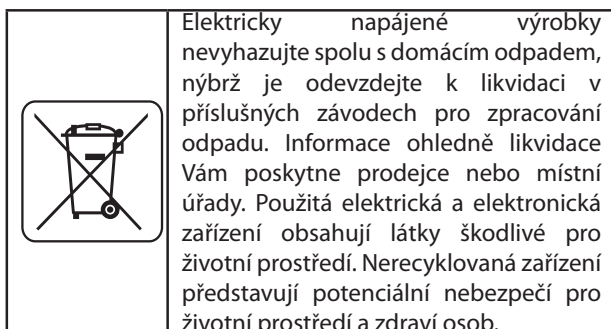 Elektricky napájené výrobky
nevyhazujte spolu s domácím odpadem,
nýbrž je odevzdejte k likvidaci v
příslušných závodech pro zpracování
odpadu. Informace ohledně likvidace
Vám poskytne prodejce nebo místní
úřady. Použitá elektrická a elektronická
zařízení obsahují látky škodlivé pro
životní prostředí. Nerecyklovaná zařízení
představují potenciální nebezpečí pro
životní prostředí a zdraví osob.